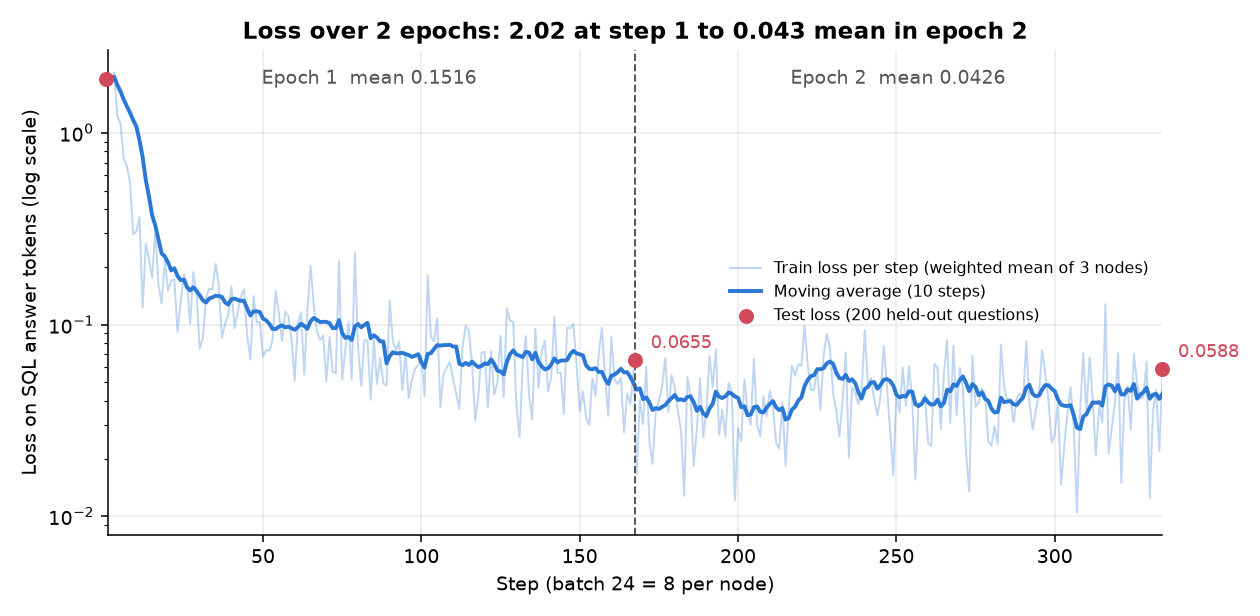 Loss over 2 epochs: 2.02 at step 1 to 0.043 mean in epoch 2
Epoch 1  mean 0.1516
Epoch 2  mean 0.0426
Loss on SQL answer tokens (log scale)
10⁰
10⁻¹
10⁻²
Train loss per step (weighted mean of 3 nodes)
Moving average (10 steps)
Test loss (200 held-out questions)
0.0655
0.0588
50 100 150 200 250 300
Step (batch 24 = 8 per node)